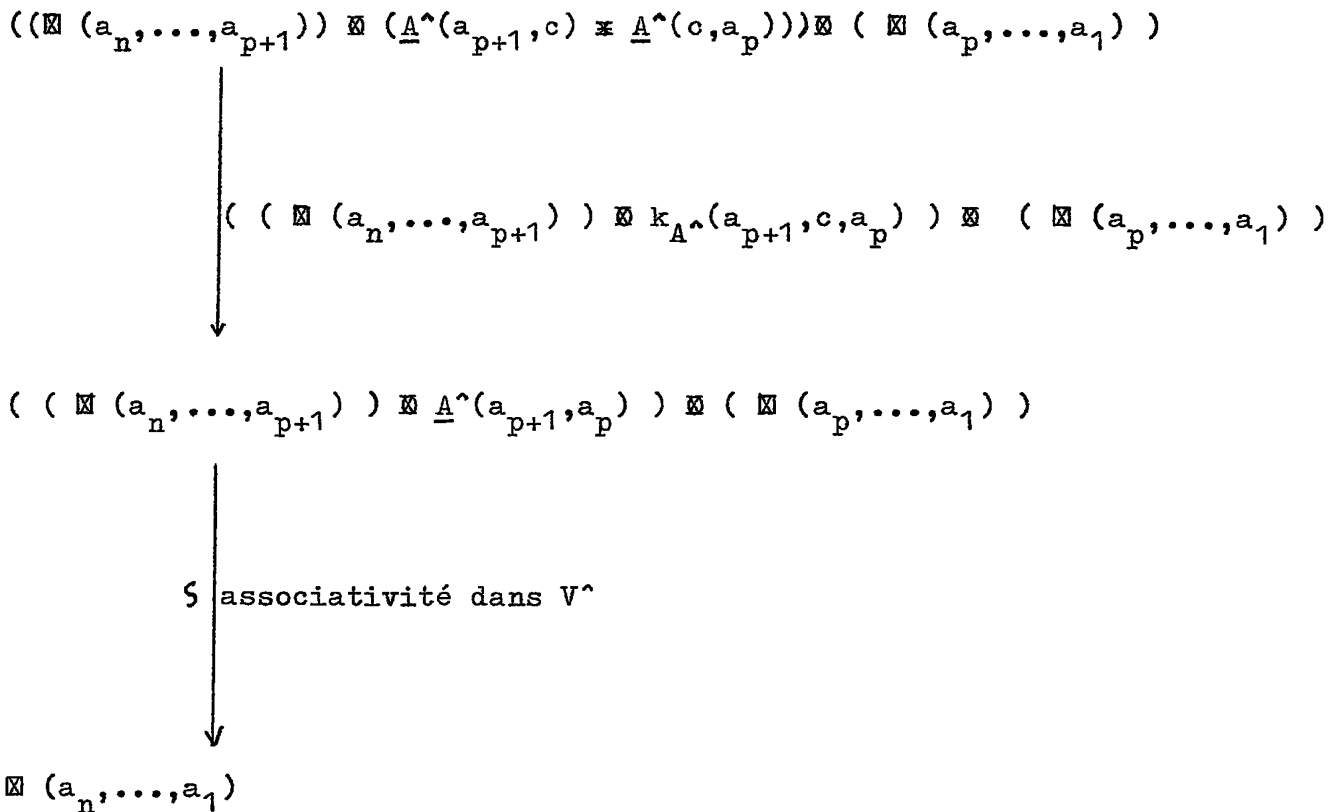 ((⊠ (a_n,...,a_{p+1})) ⊠ (A^(a_{p+1},c) ⊠ A^(c,a_p)))⊠ ( ⊠ (a_p,...,a_1) )
( ( ⊠ (a_n,...,a_{p+1}) ) ⊠ k_{A^}(a_{p+1},c,a_p) ) ⊠ ( ⊠ (a_p,...,a_1) )
( ( ⊠ (a_n,...,a_{p+1}) ) ⊠ A^(a_{p+1},a_p) ) ⊠ ( ⊠ (a_p,...,a_1) )
S associativité dans V^
⊠ (a_n,...,a_1)